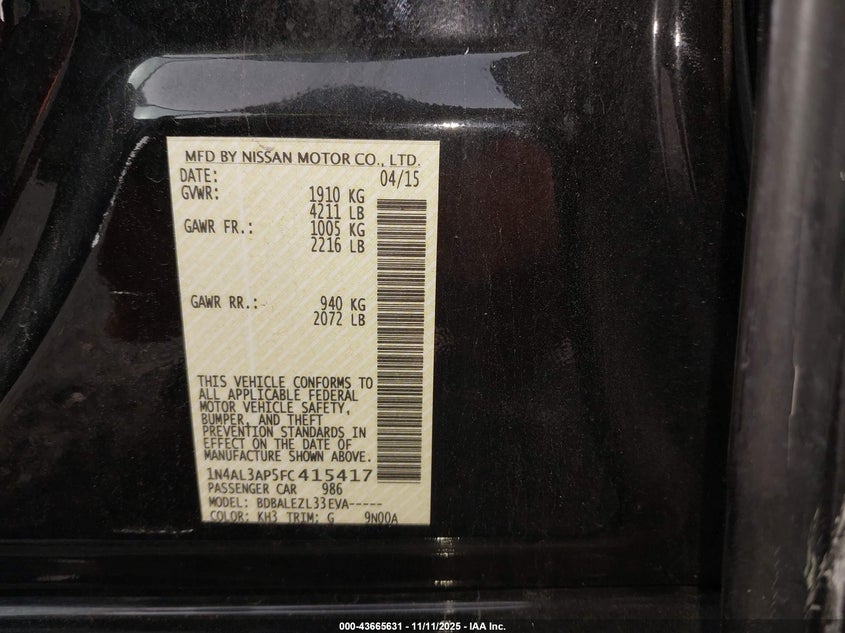 MFD BY NISSAN MOTOR CO., LTD.
DATE: 04/15
GVWR: 1910 KG
4211 LB
GAWR FR.: 1005 KG
2216 LB
GAWR RR.: 940 KG
2072 LB
THIS VEHICLE CONFORMS TO
ALL APPLICABLE FEDERAL
MOTOR VEHICLE SAFETY,
BUMPER, AND THEFT
PREVENTION STANDARDS IN
EFFECT ON THE DATE OF
MANUFACTURE SHOWN ABOVE.
1N4AL3AP5FC415417
PASSENGER CAR 986
MODEL: BDBALEZL33EVA-----
COLOR: KH3 TRIM: G 9N00A
000-43665631 - 11/11/2025 - IAA Inc.